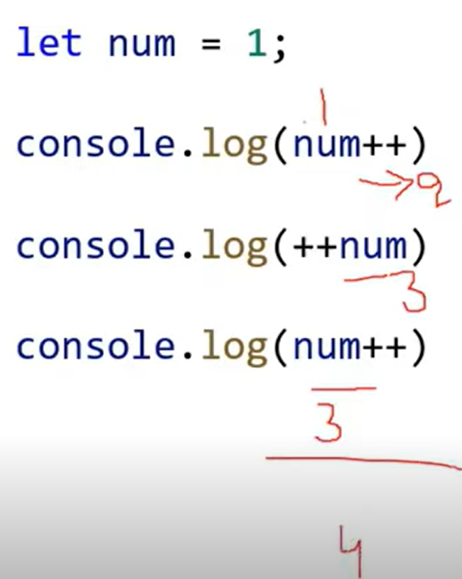 let num = 1;
1
console.log(num++)
→2
console.log(++num)
3
console.log(num++)
3
4